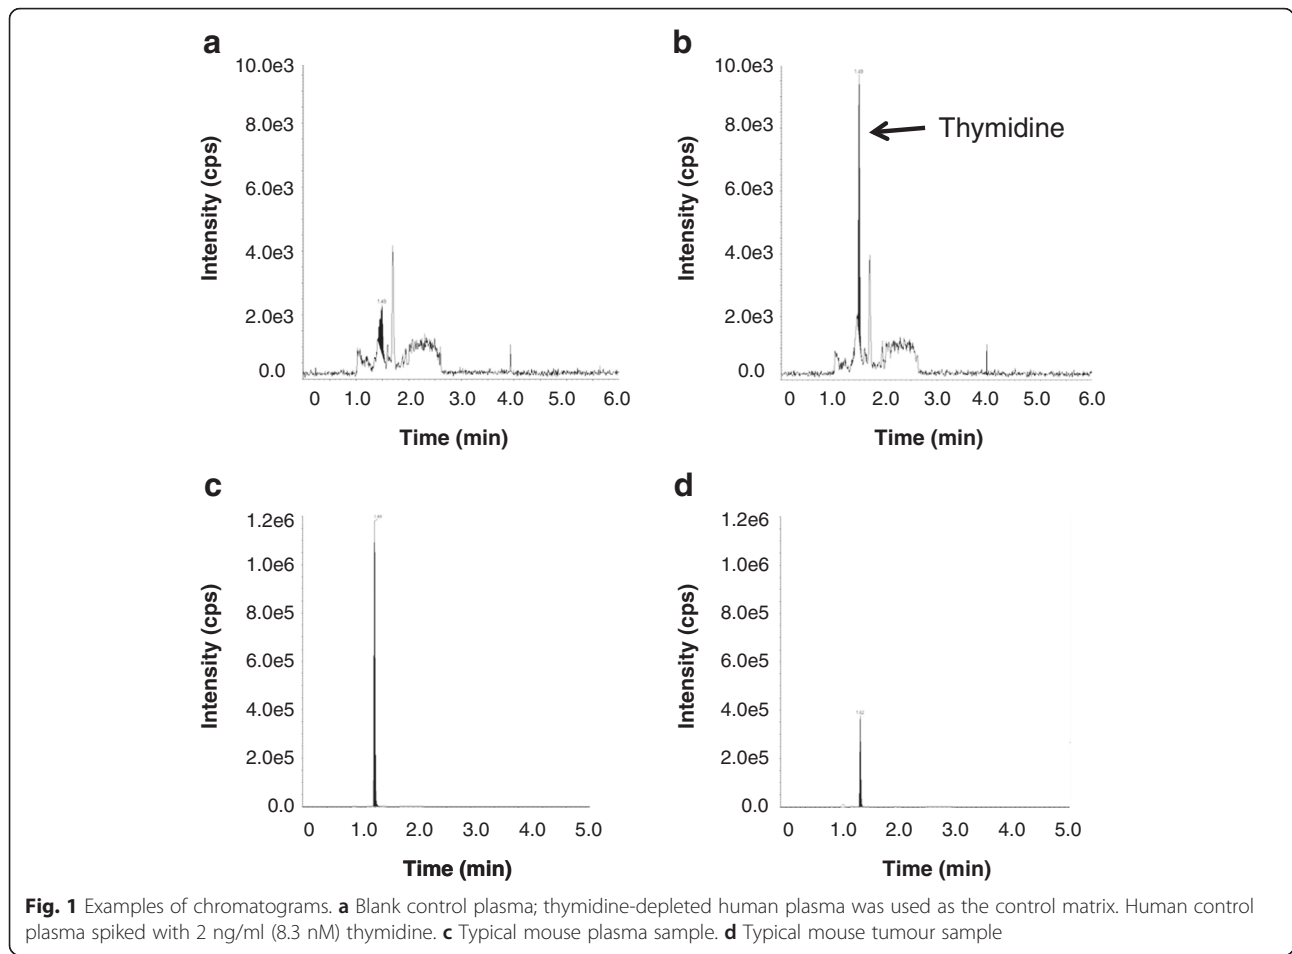 a
10.0e3
8.0e3
6.0e3
4.0e3
2.0e3
0.0
Intensity (cps)
1.49
0 1.0 2.0 3.0 4.0 5.0 6.0
Time (min)
b
10.0e3
8.0e3
6.0e3
4.0e3
2.0e3
0.0
Intensity (cps)
1.49
Thymidine
0 1.0 2.0 3.0 4.0 5.0 6.0
Time (min)
c
1.2e6
1.0e6
8.0e5
6.0e5
4.0e5
2.0e5
0.0
Intensity (cps)
0 1.0 2.0 3.0 4.0 5.0
Time (min)
d
1.2e6
1.0e6
8.0e5
6.0e5
4.0e5
2.0e5
0.0
Intensity (cps)
0 1.0 2.0 3.0 4.0 5.0
Time (min)
Fig. 1 Examples of chromatograms. a Blank control plasma; thymidine-depleted human plasma was used as the control matrix. Human control
plasma spiked with 2 ng/ml (8.3 nM) thymidine. c Typical mouse plasma sample. d Typical mouse tumour sample